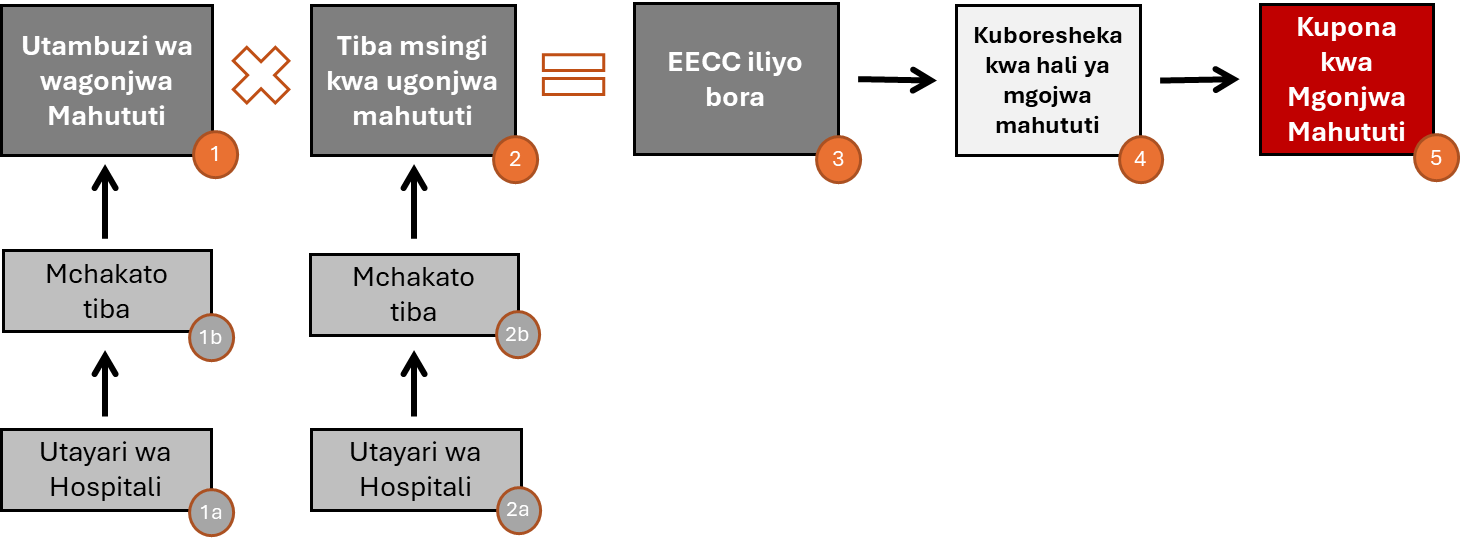 Utambuzi wa
wagonjwa
Mahututi
1
Tiba msingi
kwa ugonjwa
mahututi
2
EECC iliyo
bora
3
Kuboresheka
kwa hali ya
mgojwa
mahututi
4
Kupona
kwa
Mgonjwa
Mahututi
5
Mchakato
tiba
1b
Mchakato
tiba
2b
Utayari wa
Hospitali
1a
Utayari wa
Hospitali
2a